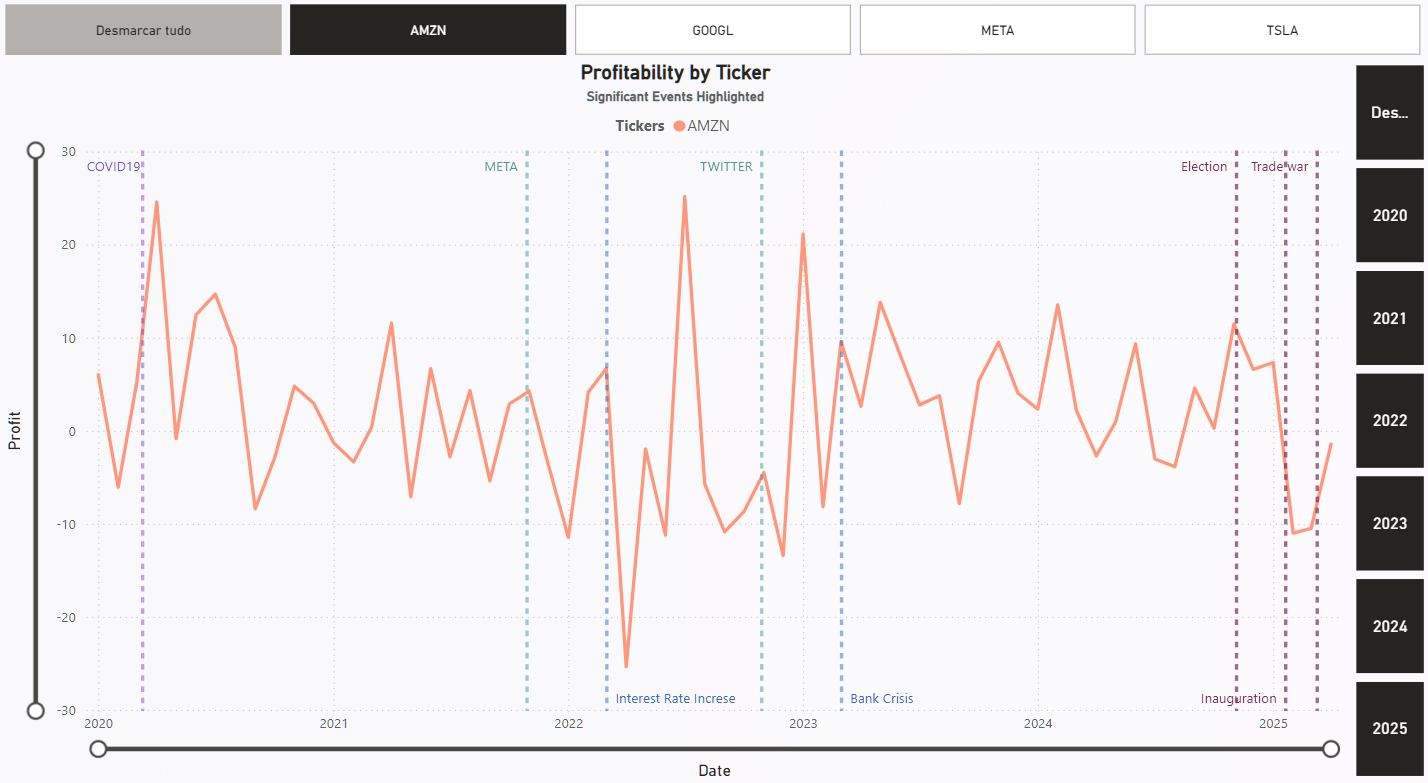 Desmarcar tudo
AMZN
GOOGL
META
TSLA
Profitability by Ticker
Significant Events Highlighted
Tickers AMZN
Des...
2020
2021
2022
2023
2024
2025
30
20
10
0
-10
-20
-30
Profit
COVID19
META
TWITTER
Election
Trade war
Interest Rate Increse
Bank Crisis
Inauguration
2020
2021
2022
2023
2024
2025
Date